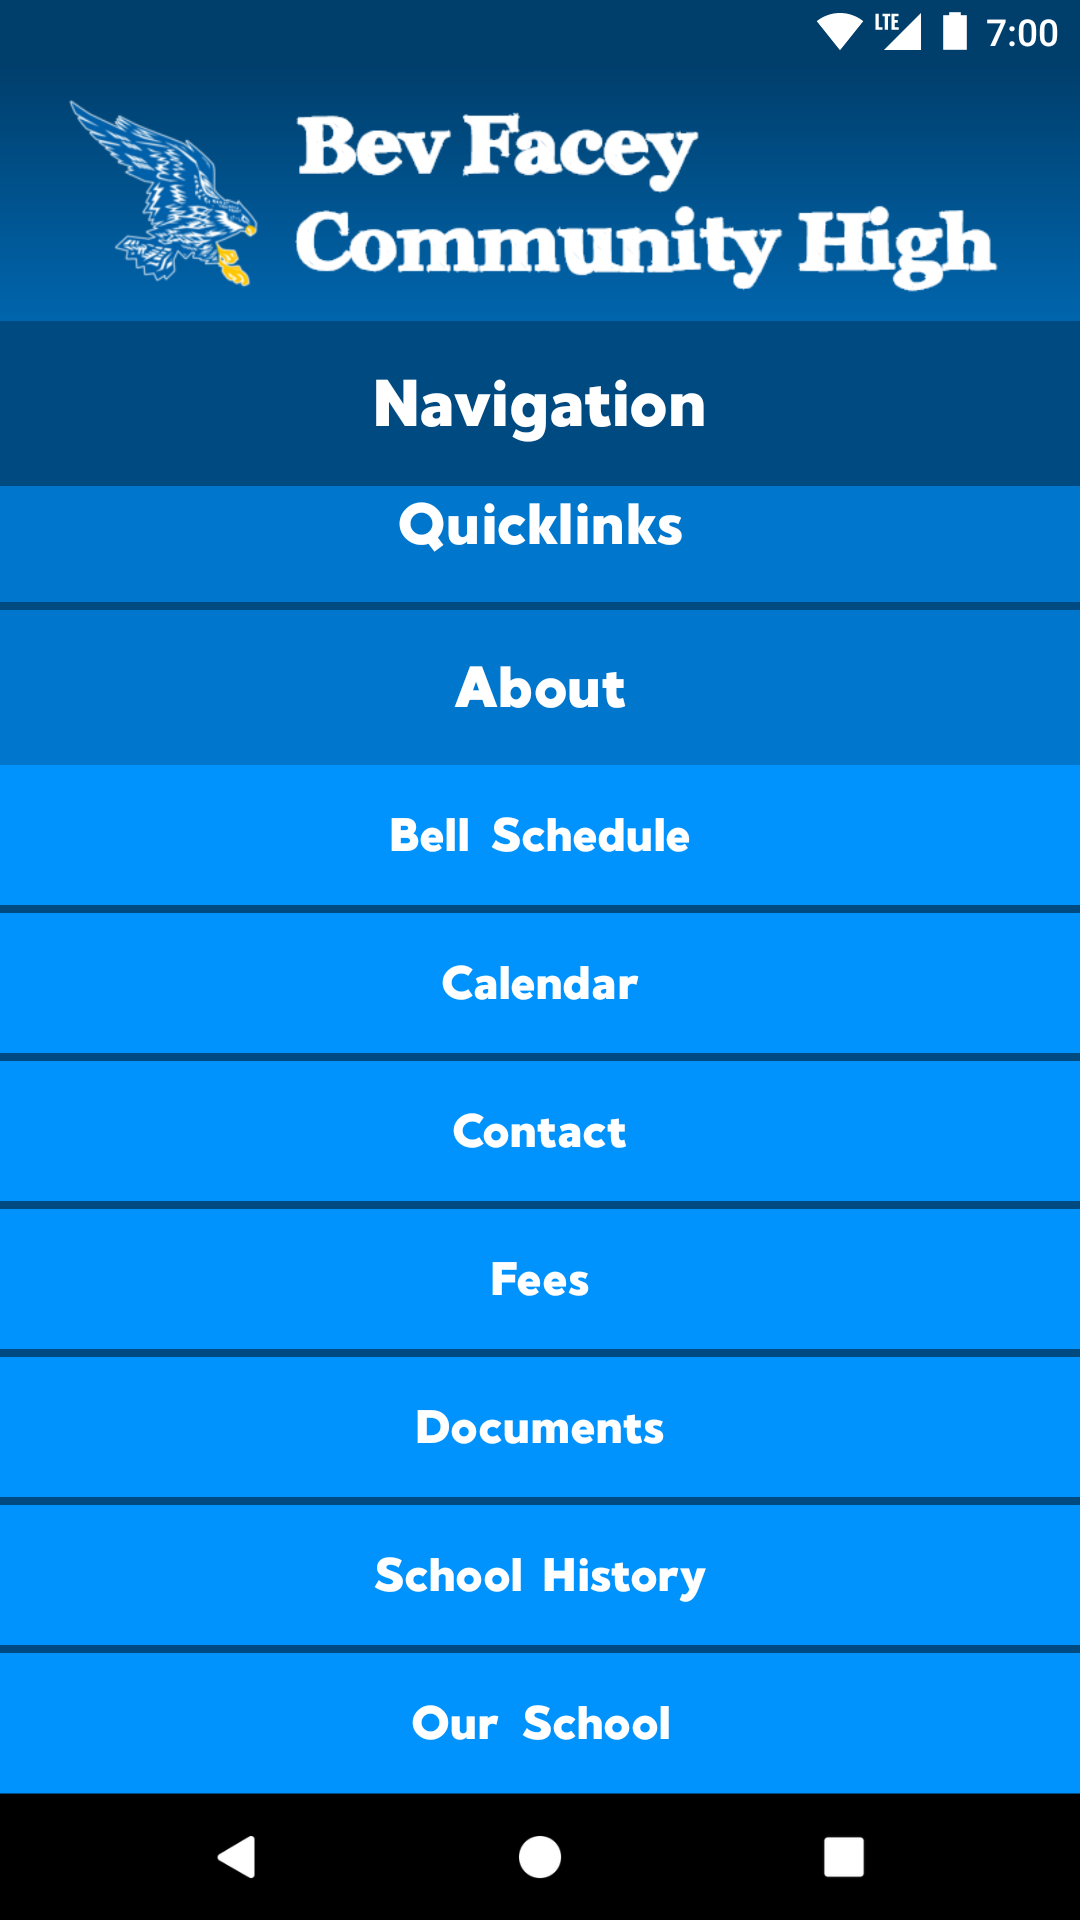 LTE 7:00
Bev Facey
Community High
Navigation
Quicklinks
About
Bell Schedule
Calendar
Contact
Fees
Documents
School History
Our School